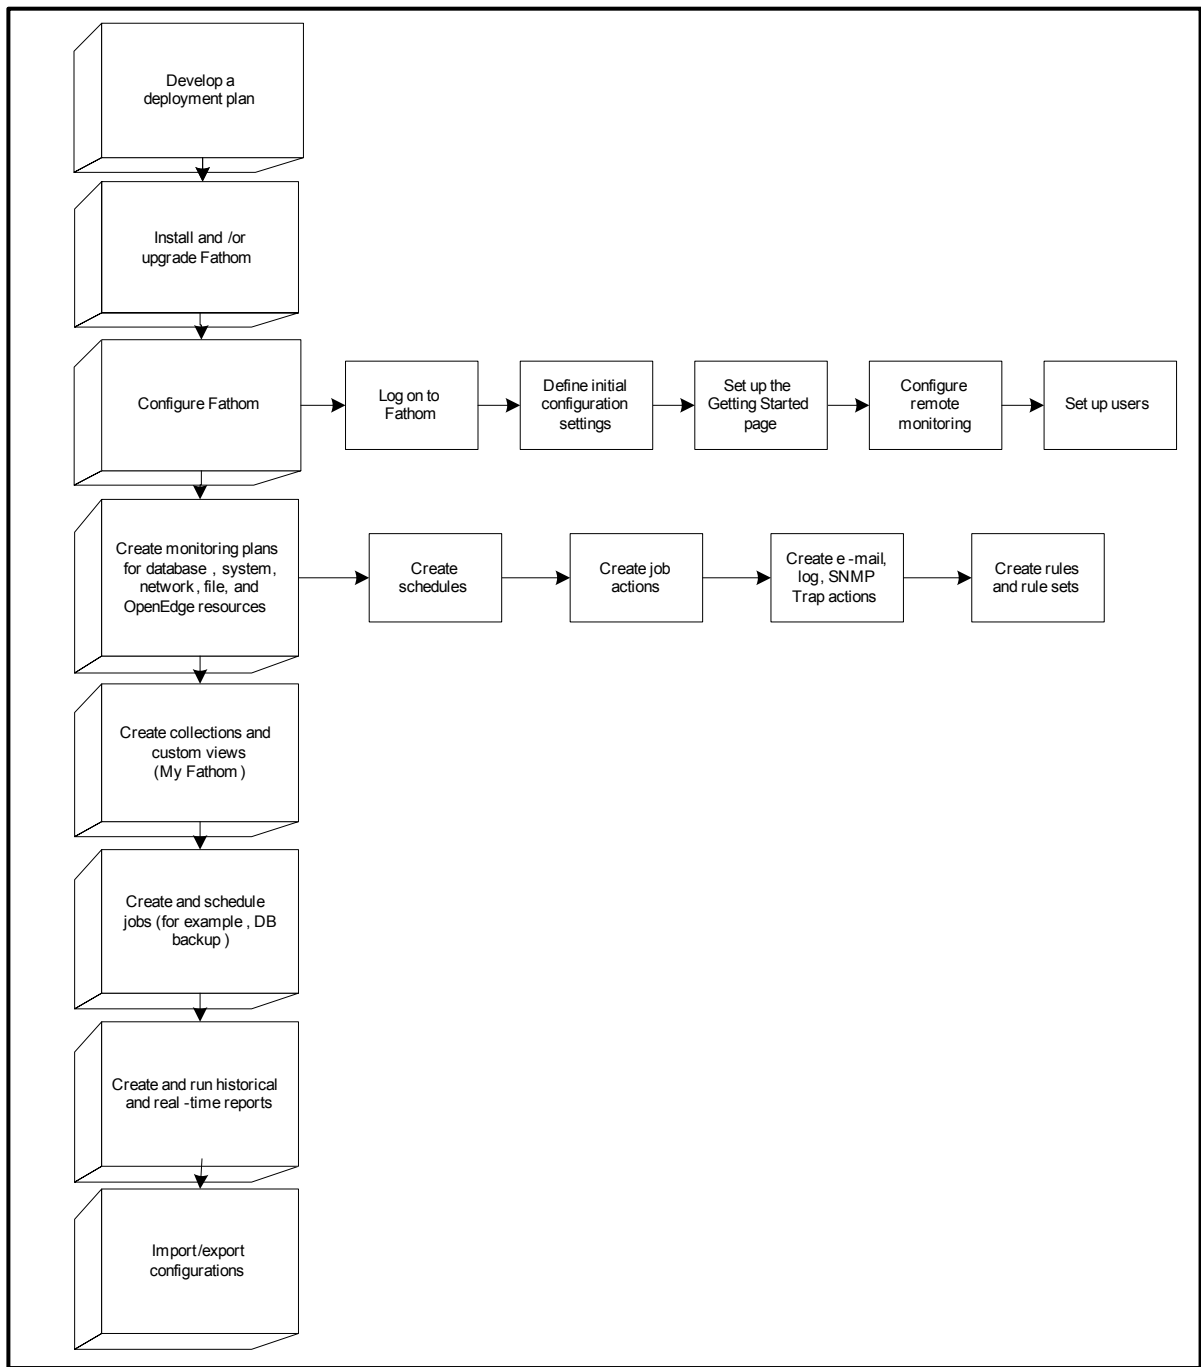 Develop a
deployment plan
Install and /or
upgrade Fathom
Configure Fathom
Log on to
Fathom
Define initial
configuration
settings
Set up the
Getting Started
page
Configure
remote
monitoring
Set up users
Create monitoring plans
for database , system,
network , file, and
OpenEdge resources
Create
schedules
Create job
actions
Create e -mail,
log, SNMP
Trap actions
Create rules
and rule sets
Create collections and
custom views
(My Fathom )
Create and schedule
jobs (for example , DB
backup )
Create and run historical
and real -time reports
Import /export
configurations